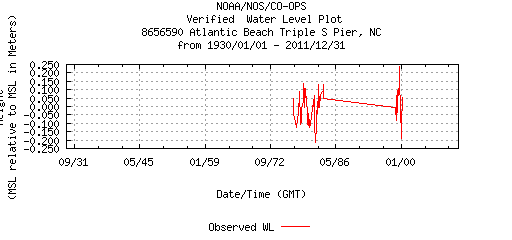 NOAA/NOS/CO-OPS
Verified  Water Level Plot
8656590 Atlantic Beach Triple S Pier, NC
from 1930/01/01 - 2011/12/31
Height
(MSL relative to MSL in Meters)
0.250
0.200
0.150
0.100
0.050
0.000
-0.050
-0.100
-0.150
-0.200
-0.250
09/31 05/45 01/59 09/72 05/86 01/00
Date/Time (GMT)
Observed WL